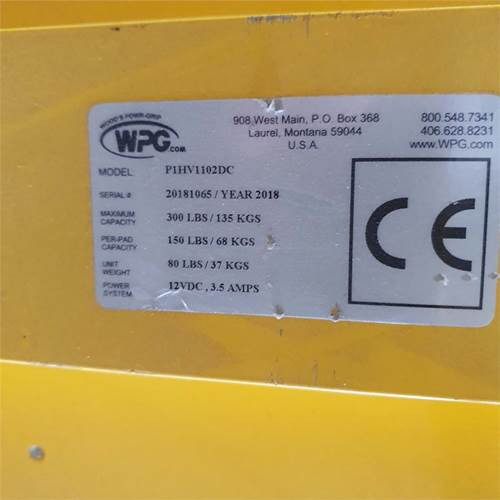 WOOD'S POWR-GRIP
WPG.COM
908 West Main, P.O. Box 368
Laurel, Montana 59044
U.S.A.
800.548.7341
406.628.8231
www.WPG.com
MODEL: P1HV1102DC
SERIAL #: 20181065 / YEAR 2018
MAXIMUM
CAPACITY 300 LBS / 135 KGS
PER-PAD
CAPACITY 150 LBS / 68 KGS
UNIT
WEIGHT 80 LBS / 37 KGS
POWER
SYSTEM 12VDC , 3.5 AMPS
CE